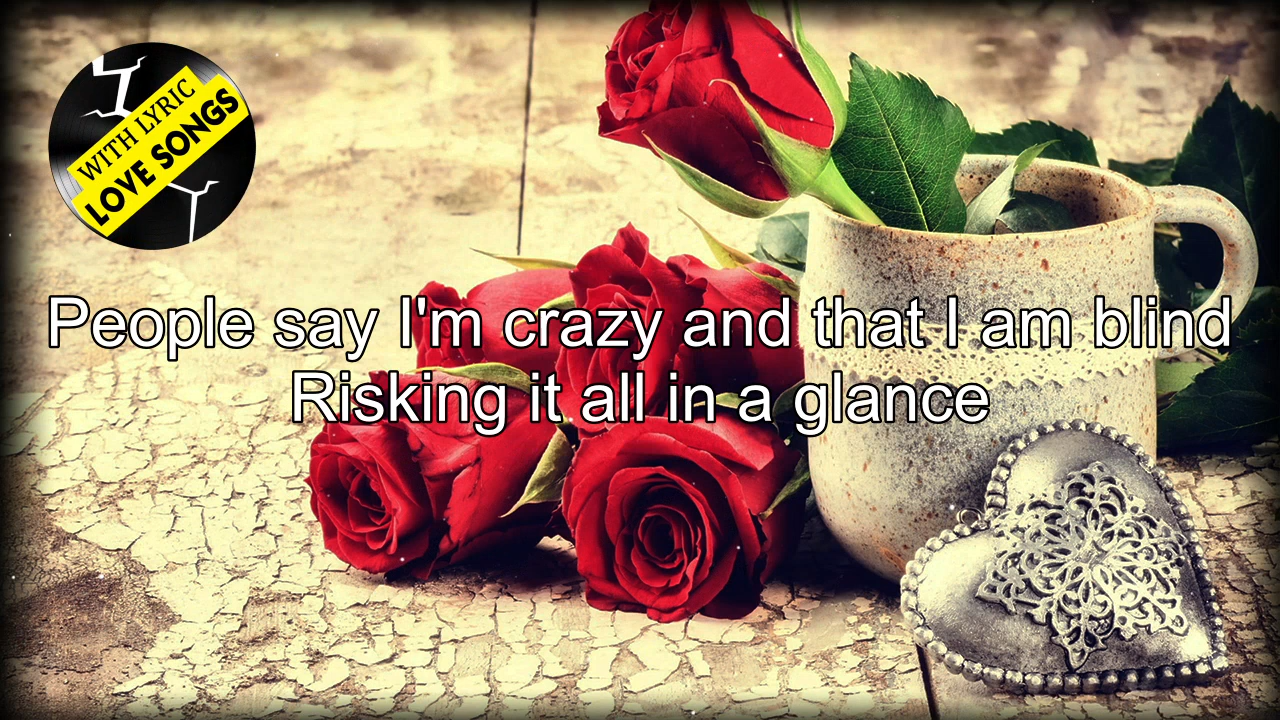 WITH LYRIC
LOVE SONGS
People say I'm crazy and that I am blind
Risking it all in a glance